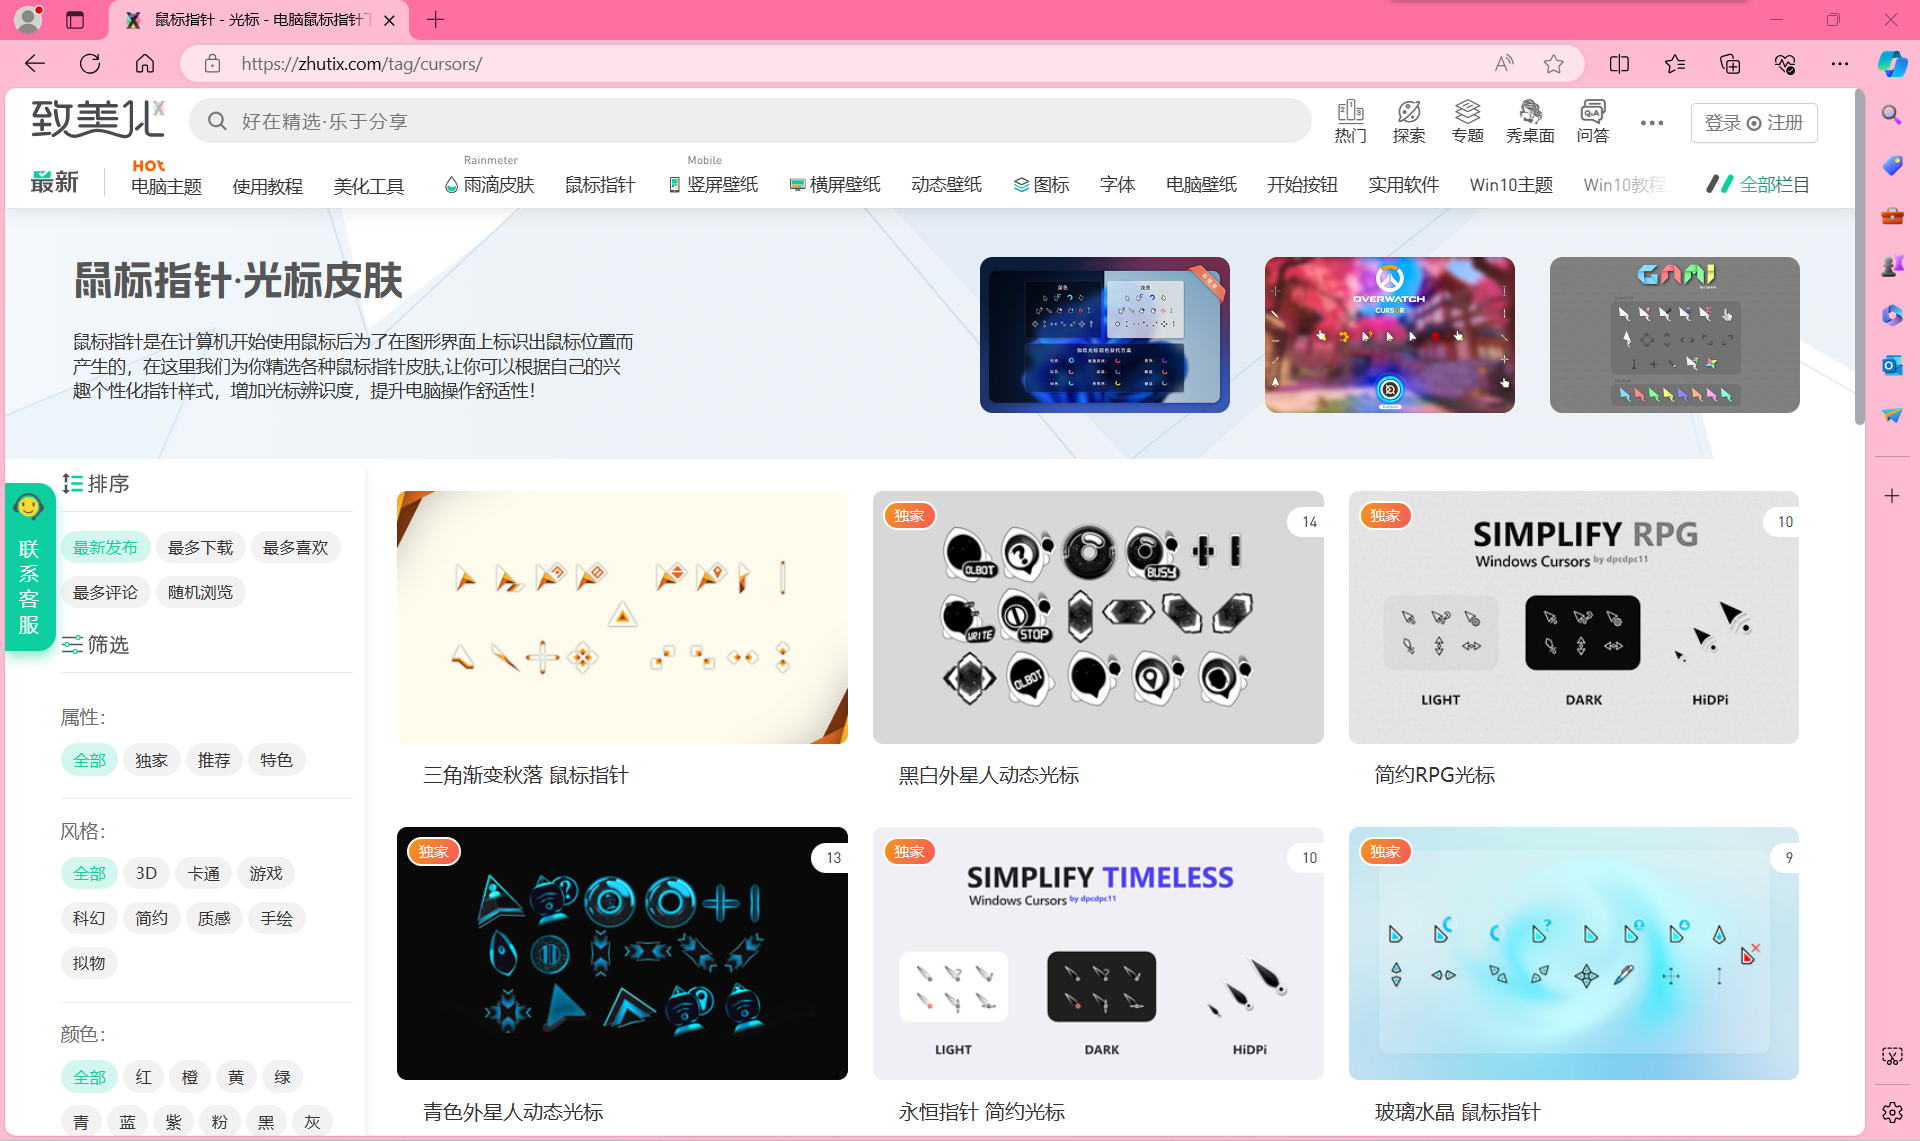 鼠标指针 - 光标 - 电脑鼠标指针
https://zhutix.com/tag/cursors/
致美化
好在精选·乐于分享
热门
探索
专题
秀桌面
问答
登录
注册
最新
HOT
电脑主题
使用教程
美化工具
Rainmeter
雨滴皮肤
鼠标指针
Mobile
竖屏壁纸
横屏壁纸
动态壁纸
图标
字体
电脑壁纸
开始按钮
实用软件
Win10主题
Win10教程
全部栏目
鼠标指针·光标皮肤
鼠标指针是在计算机开始使用鼠标后为了在图形界面上标识出鼠标位置而
产生的，在这里我们为你精选各种鼠标指针皮肤,让你可以根据自己的兴
趣个性化指针样式，增加光标辨识度，提升电脑操作舒适性！
深色
浅色
OVERWATCH
CURSOR
GANI
联系客服
排序
最新发布
最多下载
最多喜欢
最多评论
随机浏览
筛选
属性：
全部
独家
推荐
特色
风格：
全部
3D
卡通
游戏
科幻
简约
质感
手绘
拟物
颜色：
全部
红
橙
黄
绿
青
蓝
紫
粉
黑
灰
三角渐变秋落 鼠标指针
独家
14
OLBOT
BUSY
WRITE
STOP
OLBOT
黑白外星人动态光标
独家
10
SIMPLIFY RPG
Windows Cursors by dpcdpc11
LIGHT
DARK
HiDPi
简约RPG光标
独家
13
青色外星人动态光标
独家
10
SIMPLIFY TIMELESS
Windows Cursors by dpcdpc11
LIGHT
DARK
HiDPi
永恒指针 简约光标
独家
9
玻璃水晶 鼠标指针